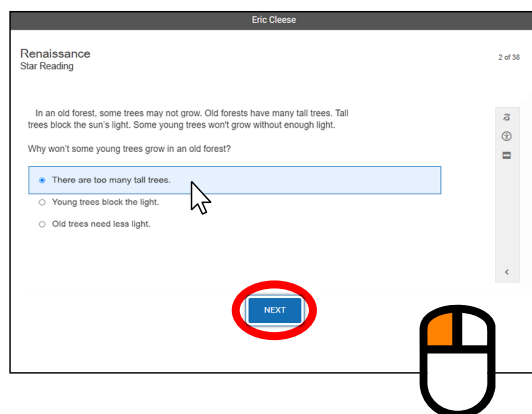 Eric Cleese
Renaissance
Star Reading
2 of 38
In an old forest, some trees may not grow. Old forests have many tall trees. Tall
trees block the sun's light. Some young trees won't grow without enough light.
Why won't some young trees grow in an old forest?
There are too many tall trees.
Young trees block the light.
Old trees need less light.
NEXT